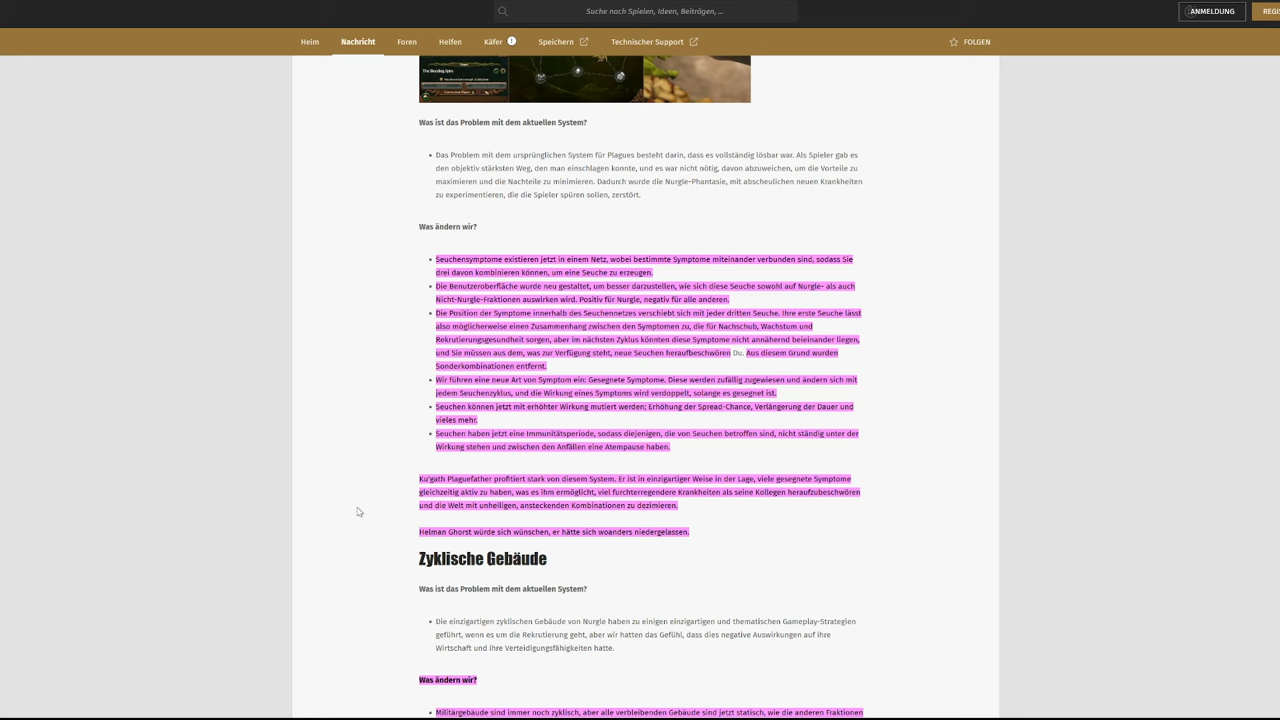 Suche nach Spielen, Ideen, Beiträgen, ...
ANMELDUNG
REGI
Heim Nachricht Foren Helfen Käfer Speichern Technischer Support FOLGEN
The Bleeding Spire
Was ist das Problem mit dem aktuellen System?
• Das Problem mit dem ursprünglichen System für Plagues besteht darin, dass es vollständig lösbar war. Als Spieler gab es
den objektiv stärksten Weg, den man einschlagen konnte, und es war nicht nötig, davon abzuweichen, um die Vorteile zu
maximieren und die Nachteile zu minimieren. Dadurch wurde die Nurgle-Phantasie, mit abscheulichen neuen Krankheiten
zu experimentieren, die die Spieler spüren sollen, zerstört.
Was ändern wir?
• Seuchensymptome existieren jetzt in einem Netz, wobei bestimmte Symptome miteinander verbunden sind, sodass Sie
drei davon kombinieren können, um eine Seuche zu erzeugen.
• Die Benutzeroberfläche wurde neu gestaltet, um besser darzustellen, wie sich diese Seuche sowohl auf Nurgle- als auch
Nicht-Nurgle-Fraktionen auswirken wird. Positiv für Nurgle, negativ für alle anderen.
• Die Position der Symptome innerhalb des Seuchennetzes verschiebt sich mit jeder dritten Seuche. Ihre erste Seuche lässt
also möglicherweise einen Zusammenhang zwischen den Symptomen zu, die für Nachschub, Wachstum und
Rekrutierungsgesundheit sorgen, aber im nächsten Zyklus könnten diese Symptome nicht annähernd beieinander liegen,
und Sie müssen aus dem, was zur Verfügung steht, neue Seuchen heraufbeschwören Du. Aus diesem Grund wurden
Sonderkombinationen entfernt.
• Wir führen eine neue Art von Symptom ein: Gesegnete Symptome. Diese werden zufällig zugewiesen und ändern sich mit
jedem Seuchenzyklus, und die Wirkung eines Symptoms wird verdoppelt, solange es gesegnet ist.
• Seuchen können jetzt mit erhöhter Wirkung mutiert werden; Erhöhung der Spread-Chance, Verlängerung der Dauer und
vieles mehr.
• Seuchen haben jetzt eine Immunitätsperiode, sodass diejenigen, die von Seuchen betroffen sind, nicht ständig unter der
Wirkung stehen und zwischen den Anfällen eine Atempause haben.
Ku'gath Plaguefather profitiert stark von diesem System. Er ist in einzigartiger Weise in der Lage, viele gesegnete Symptome
gleichzeitig aktiv zu haben, was es ihm ermöglicht, viel furchterregendere Krankheiten als seine Kollegen heraufzubeschwören
und die Welt mit unheiligen, ansteckenden Kombinationen zu dezimieren.
Helman Ghorst würde sich wünschen, er hätte sich woanders niedergelassen.
Zyklische Gebäude
Was ist das Problem mit dem aktuellen System?
• Die einzigartigen zyklischen Gebäude von Nurgle haben zu einigen einzigartigen und thematischen Gameplay-Strategien
geführt, wenn es um die Rekrutierung geht, aber wir hatten das Gefühl, dass dies negative Auswirkungen auf ihre
Wirtschaft und ihre Verteidigungsfähigkeiten hatte.
Was ändern wir?
• Militärgebäude sind immer noch zyklisch, aber alle verbleibenden Gebäude sind jetzt statisch, wie die anderen Fraktionen